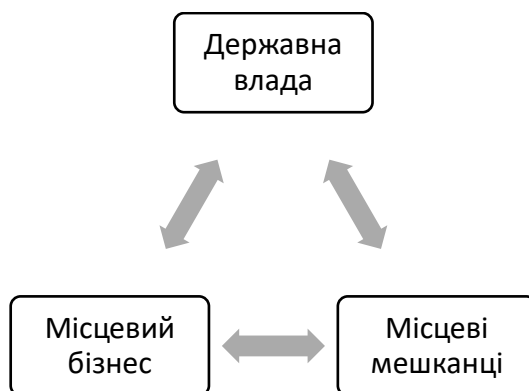 Державна
влада
Місцевий
бізнес
Місцеві
мешканці